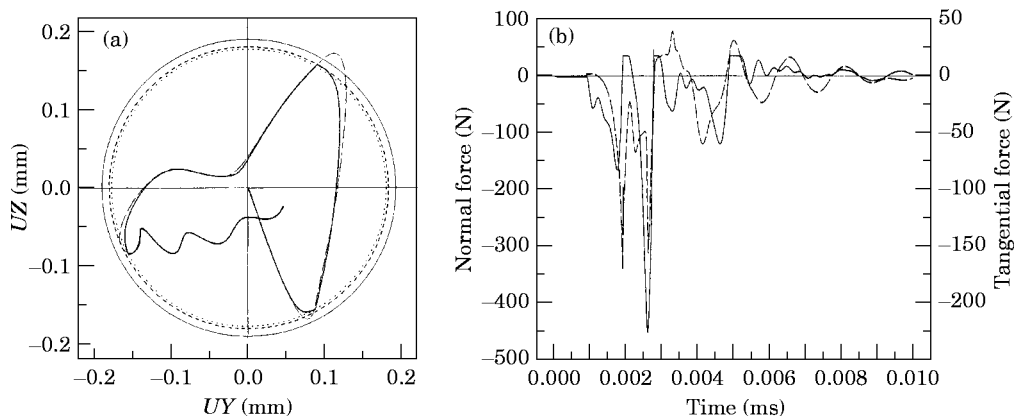 (a)
0.2
0.1
0.0
−0.1
−0.2
UZ (mm)
−0.2 −0.1 0.0 0.1 0.2
UY (mm)
(b)
100
0
−100
−200
−300
−400
−500
Normal force (N)
50
0
−50
−100
−150
−200
Tangential force (N)
0.000 0.002 0.004 0.006 0.008 0.010
Time (ms)